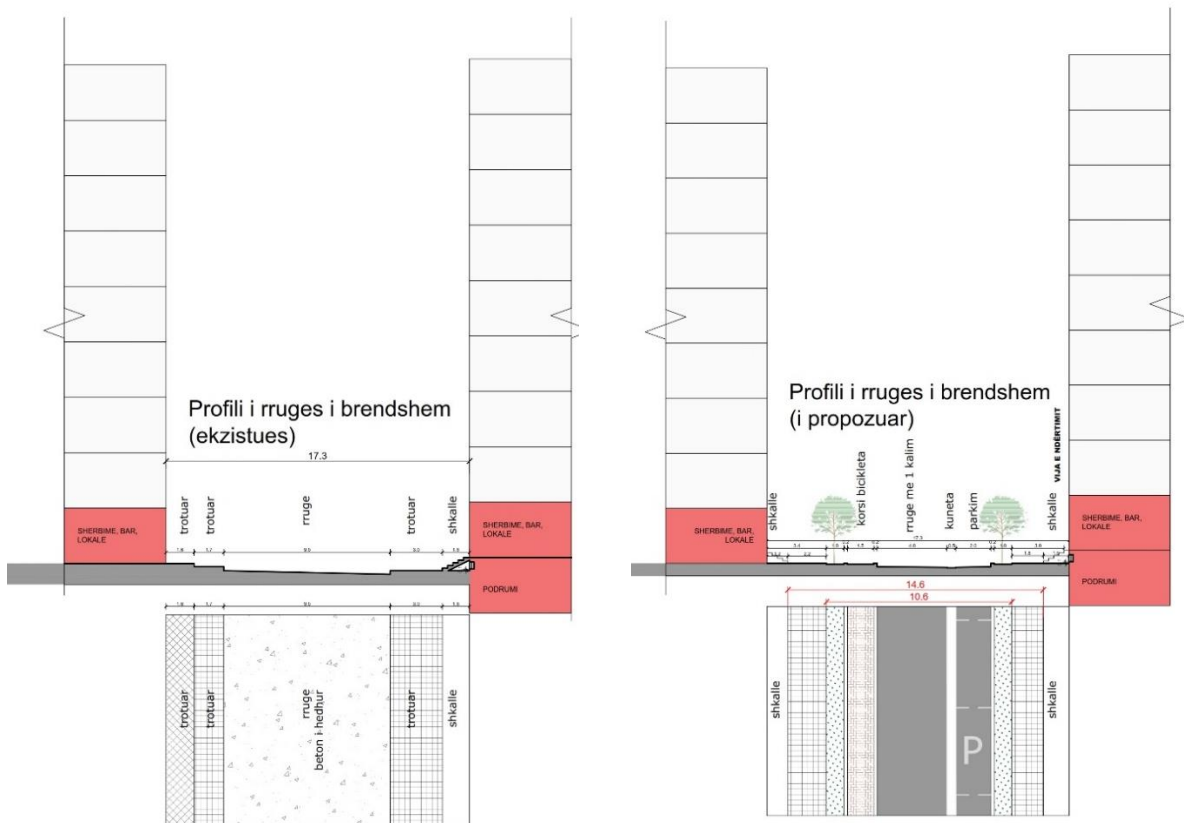 Profili i rruges i brendshem
(ekzistues)
17.3
trotuar
trotuar
rruge
trotuar
shkalle
SHERBIME, BAR,
LOKALE
SHERBIME, BAR,
LOKALE
PODRUMI
trotuar
trotuar
rruge
beton i hedhur
trotuar
shkalle
Profili i rruges i brendshem
(i propozuar)
VIJA E NDËRTIMIT
shkalle
korsi bicikleta
rruge me 1 kalim
kuneta
parkim
shkalle
SHERBIME, BAR,
LOKALE
SHERBIME, BAR,
LOKALE
17.3
PODRUMI
14.6
10.6
shkalle
P
shkalle